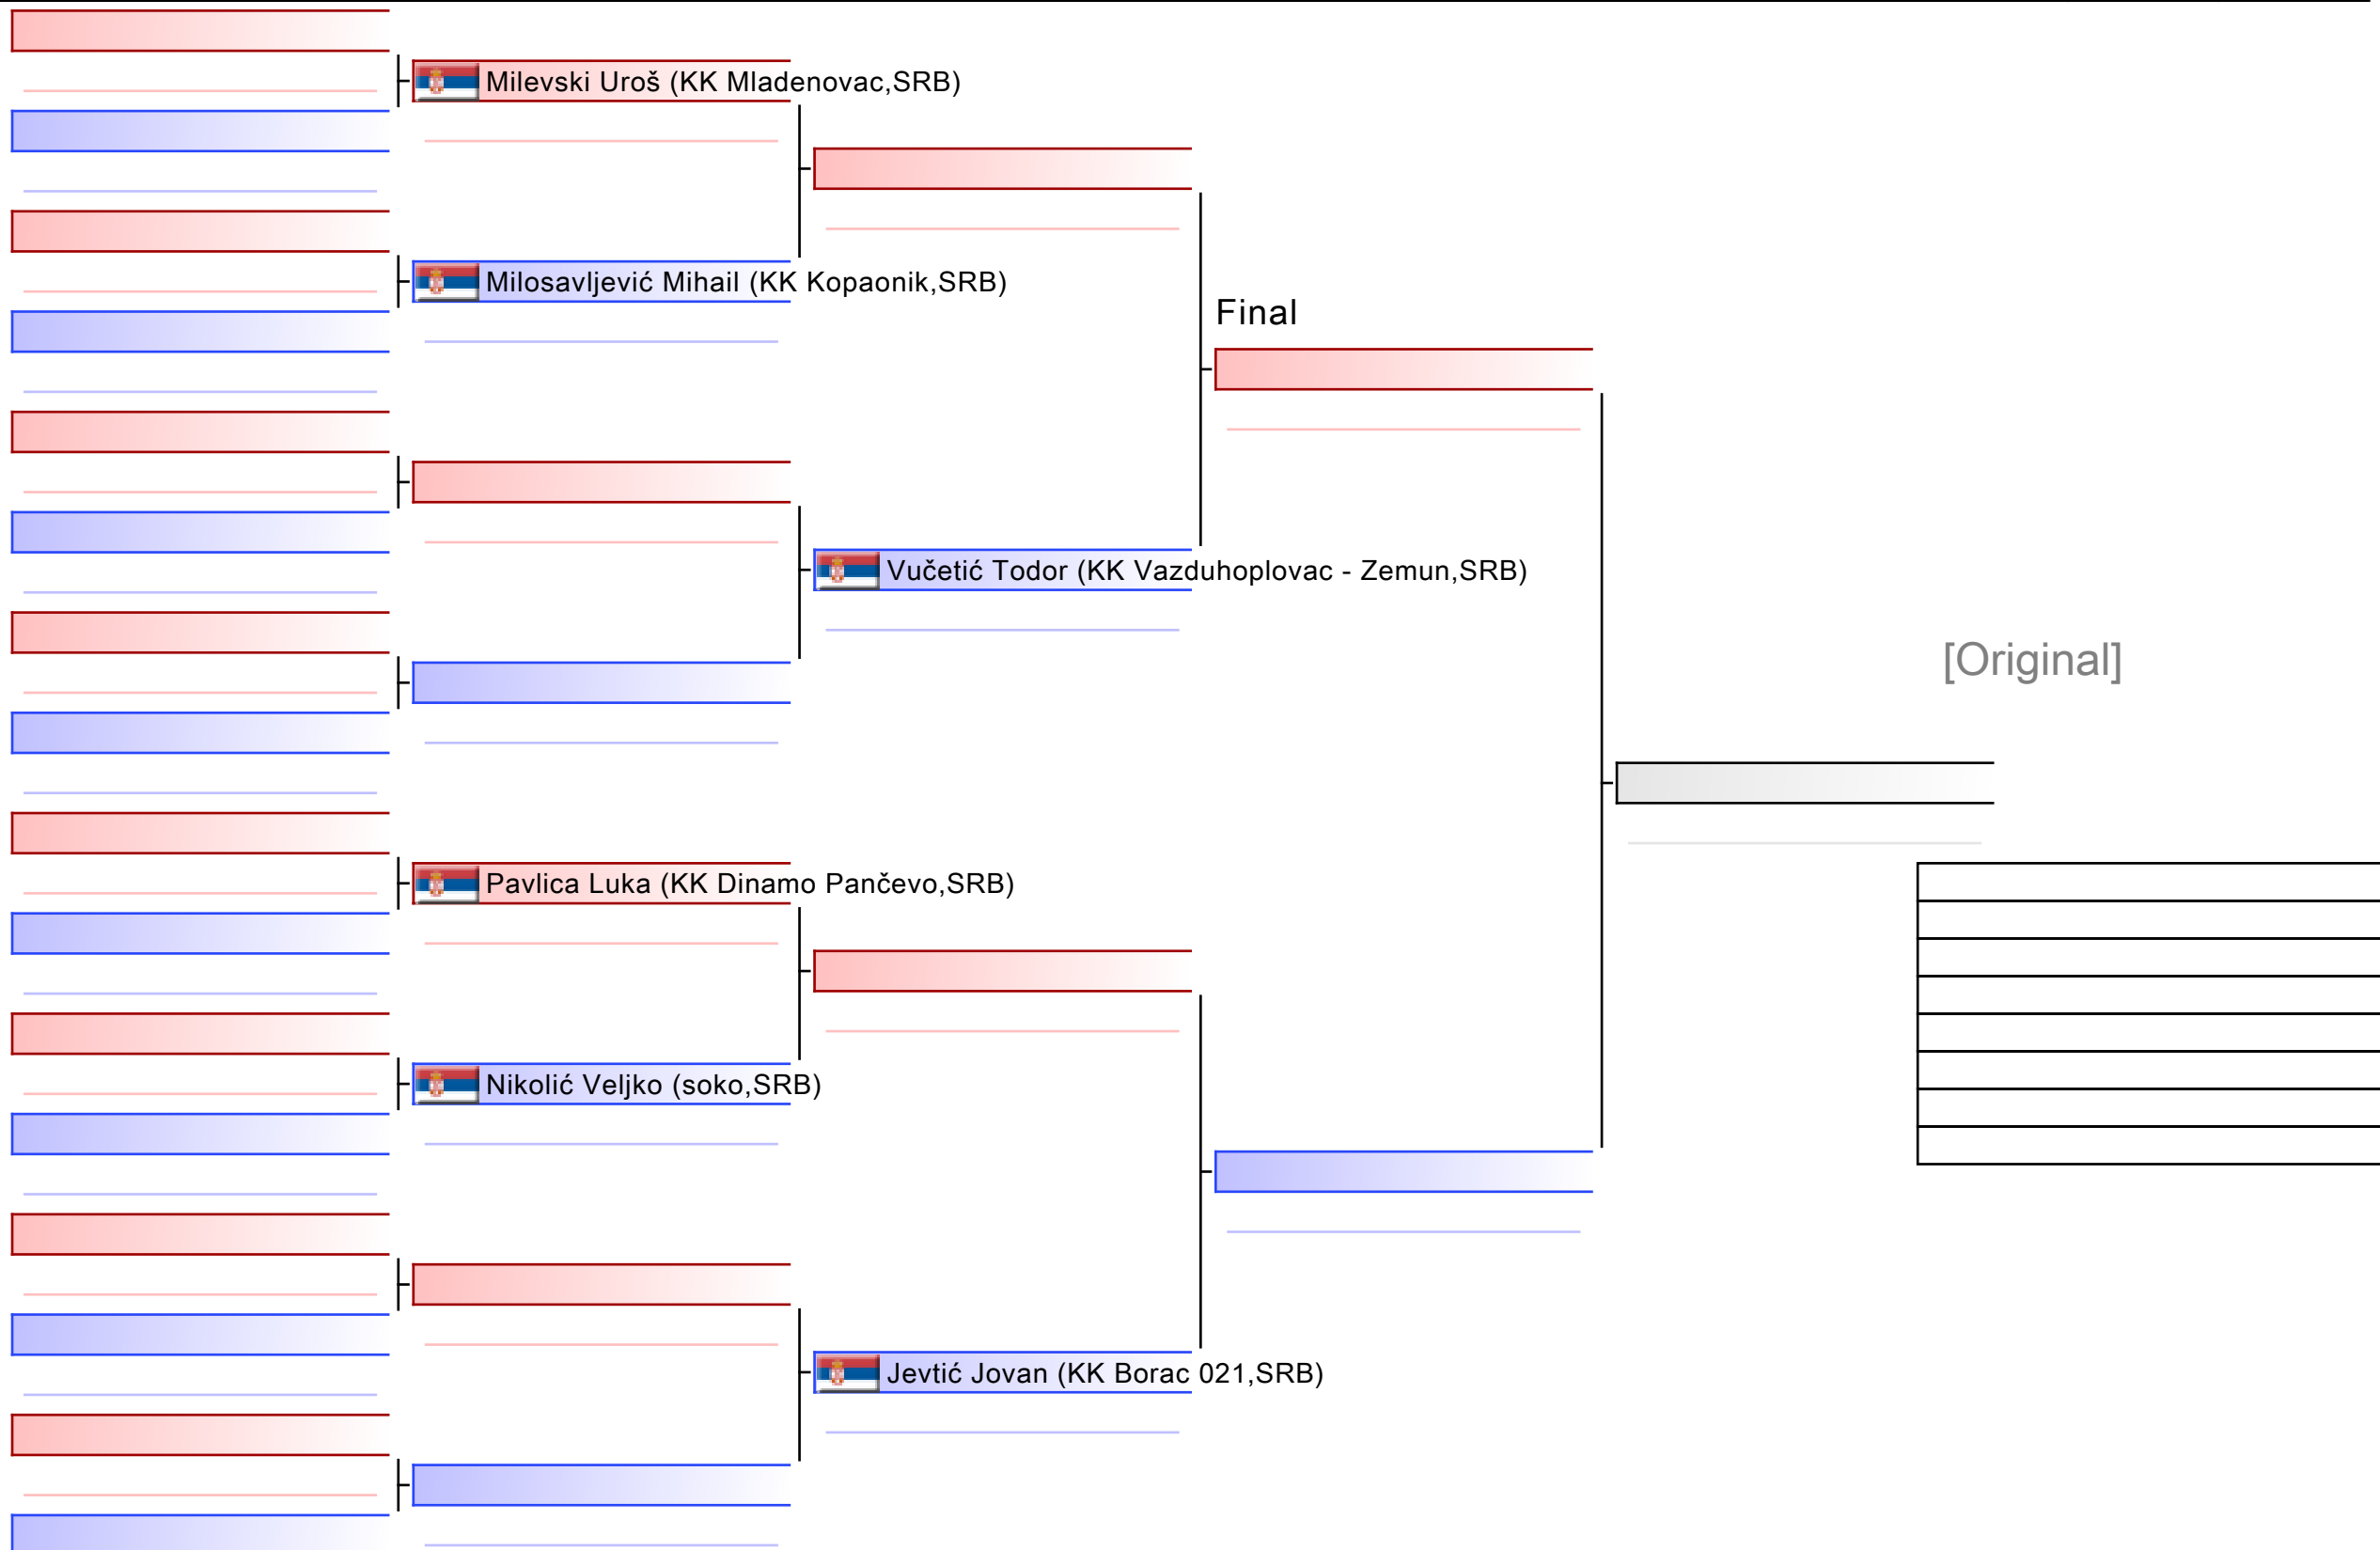 Milevski Uroš (KK Mladenovac,SRB)
Milosavljević Mihail (KK Kopaonik,SRB)
Final
Vučetić Todor (KK Vazduhoplovac - Zemun,SRB)
[Original]
Pavlica Luka (KK Dinamo Pančevo,SRB)
Nikolić Veljko (soko,SRB)
Jevtić Jovan (KK Borac 021,SRB)